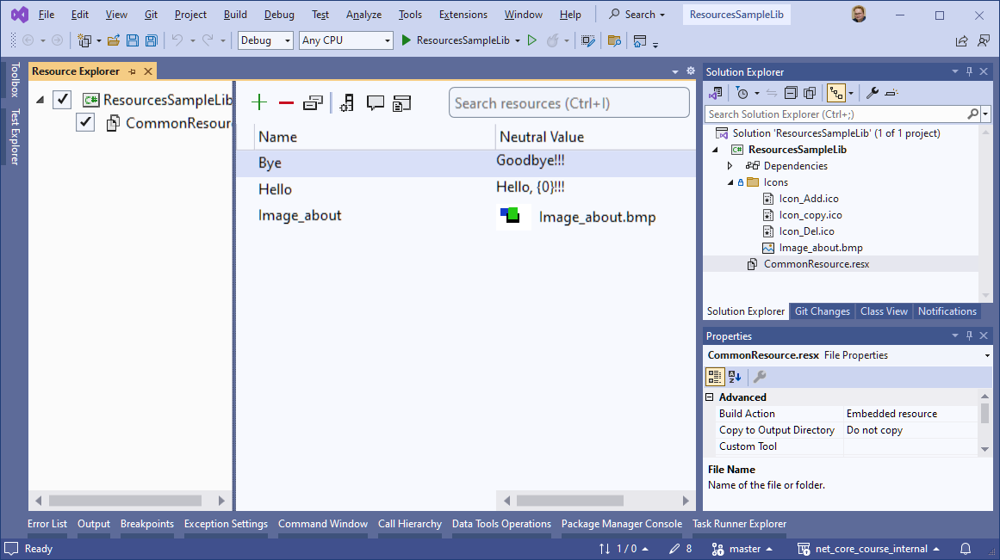 File Edit View Git Project Build Debug Test Analyze Tools Extensions Window Help Search ResourcesSampleLib
Debug Any CPU ResourcesSampleLib
Toolbox
Test Explorer
Resource Explorer
ResourcesSampleLib
CommonResour
Search resources (Ctrl+I)
Name Neutral Value
Bye Goodbye!!!
Hello Hello, {0}!!!
Image_about Image_about.bmp
Solution Explorer
Search Solution Explorer (Ctrl+;)
Solution 'ResourcesSampleLib' (1 of 1 project)
C# ResourcesSampleLib
Dependencies
Icons
Icon_Add.ico
Icon_copy.ico
Icon_Del.ico
Image_about.bmp
CommonResource.resx
Solution Explorer Git Changes Class View Notifications
Properties
CommonResource.resx File Properties
Advanced
Build Action Embedded resource
Copy to Output Directory Do not copy
Custom Tool
File Name
Name of the file or folder.
Error List Output Breakpoints Exception Settings Command Window Call Hierarchy Data Tools Operations Package Manager Console Task Runner Explorer
Ready 1 / 0 8 master net_core_course_internal